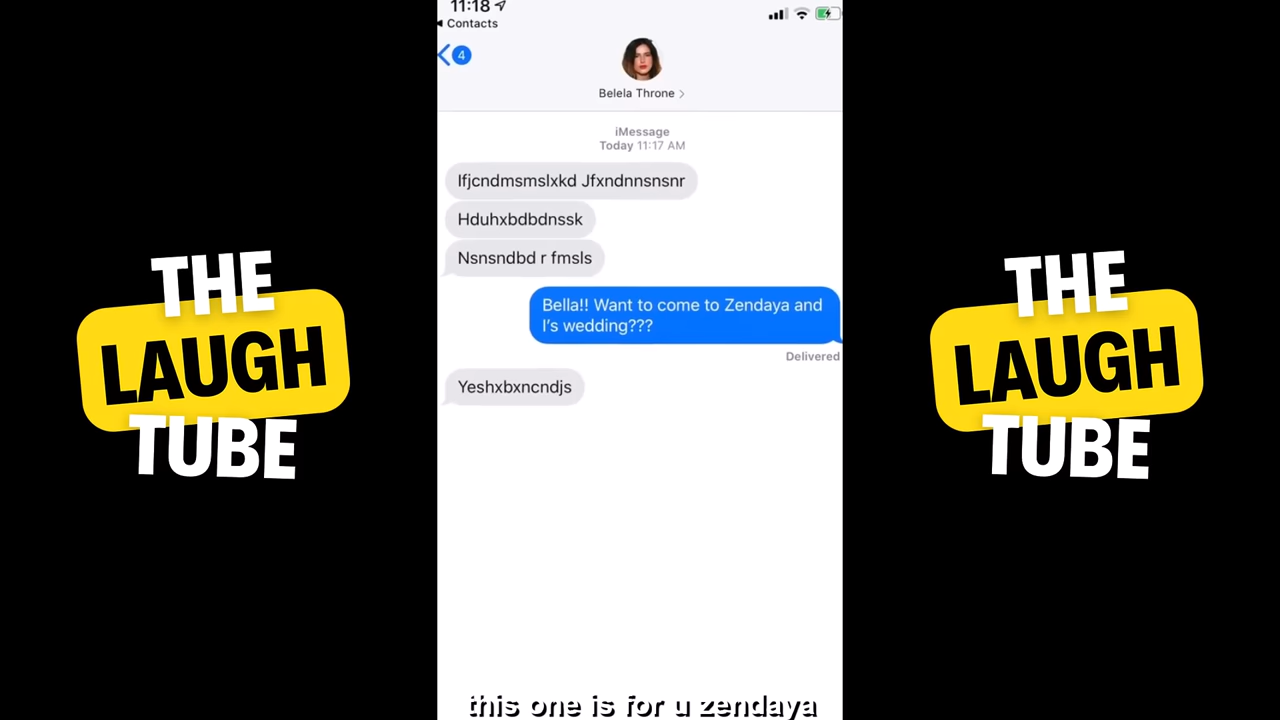 11:18
Contacts
4
Belela Throne
iMessage
Today 11:17 AM
Ifjcndmsmslxkd Jfxndnnsnsnr
Hduhxbdbdnssk
Nsnsndbd r fmsls
Bella!! Want to come to Zendaya and
I's wedding???
Delivered
Yeshxbxncndjs
this one is for u zendaya
THE
LAUGH
TUBE
THE
LAUGH
TUBE